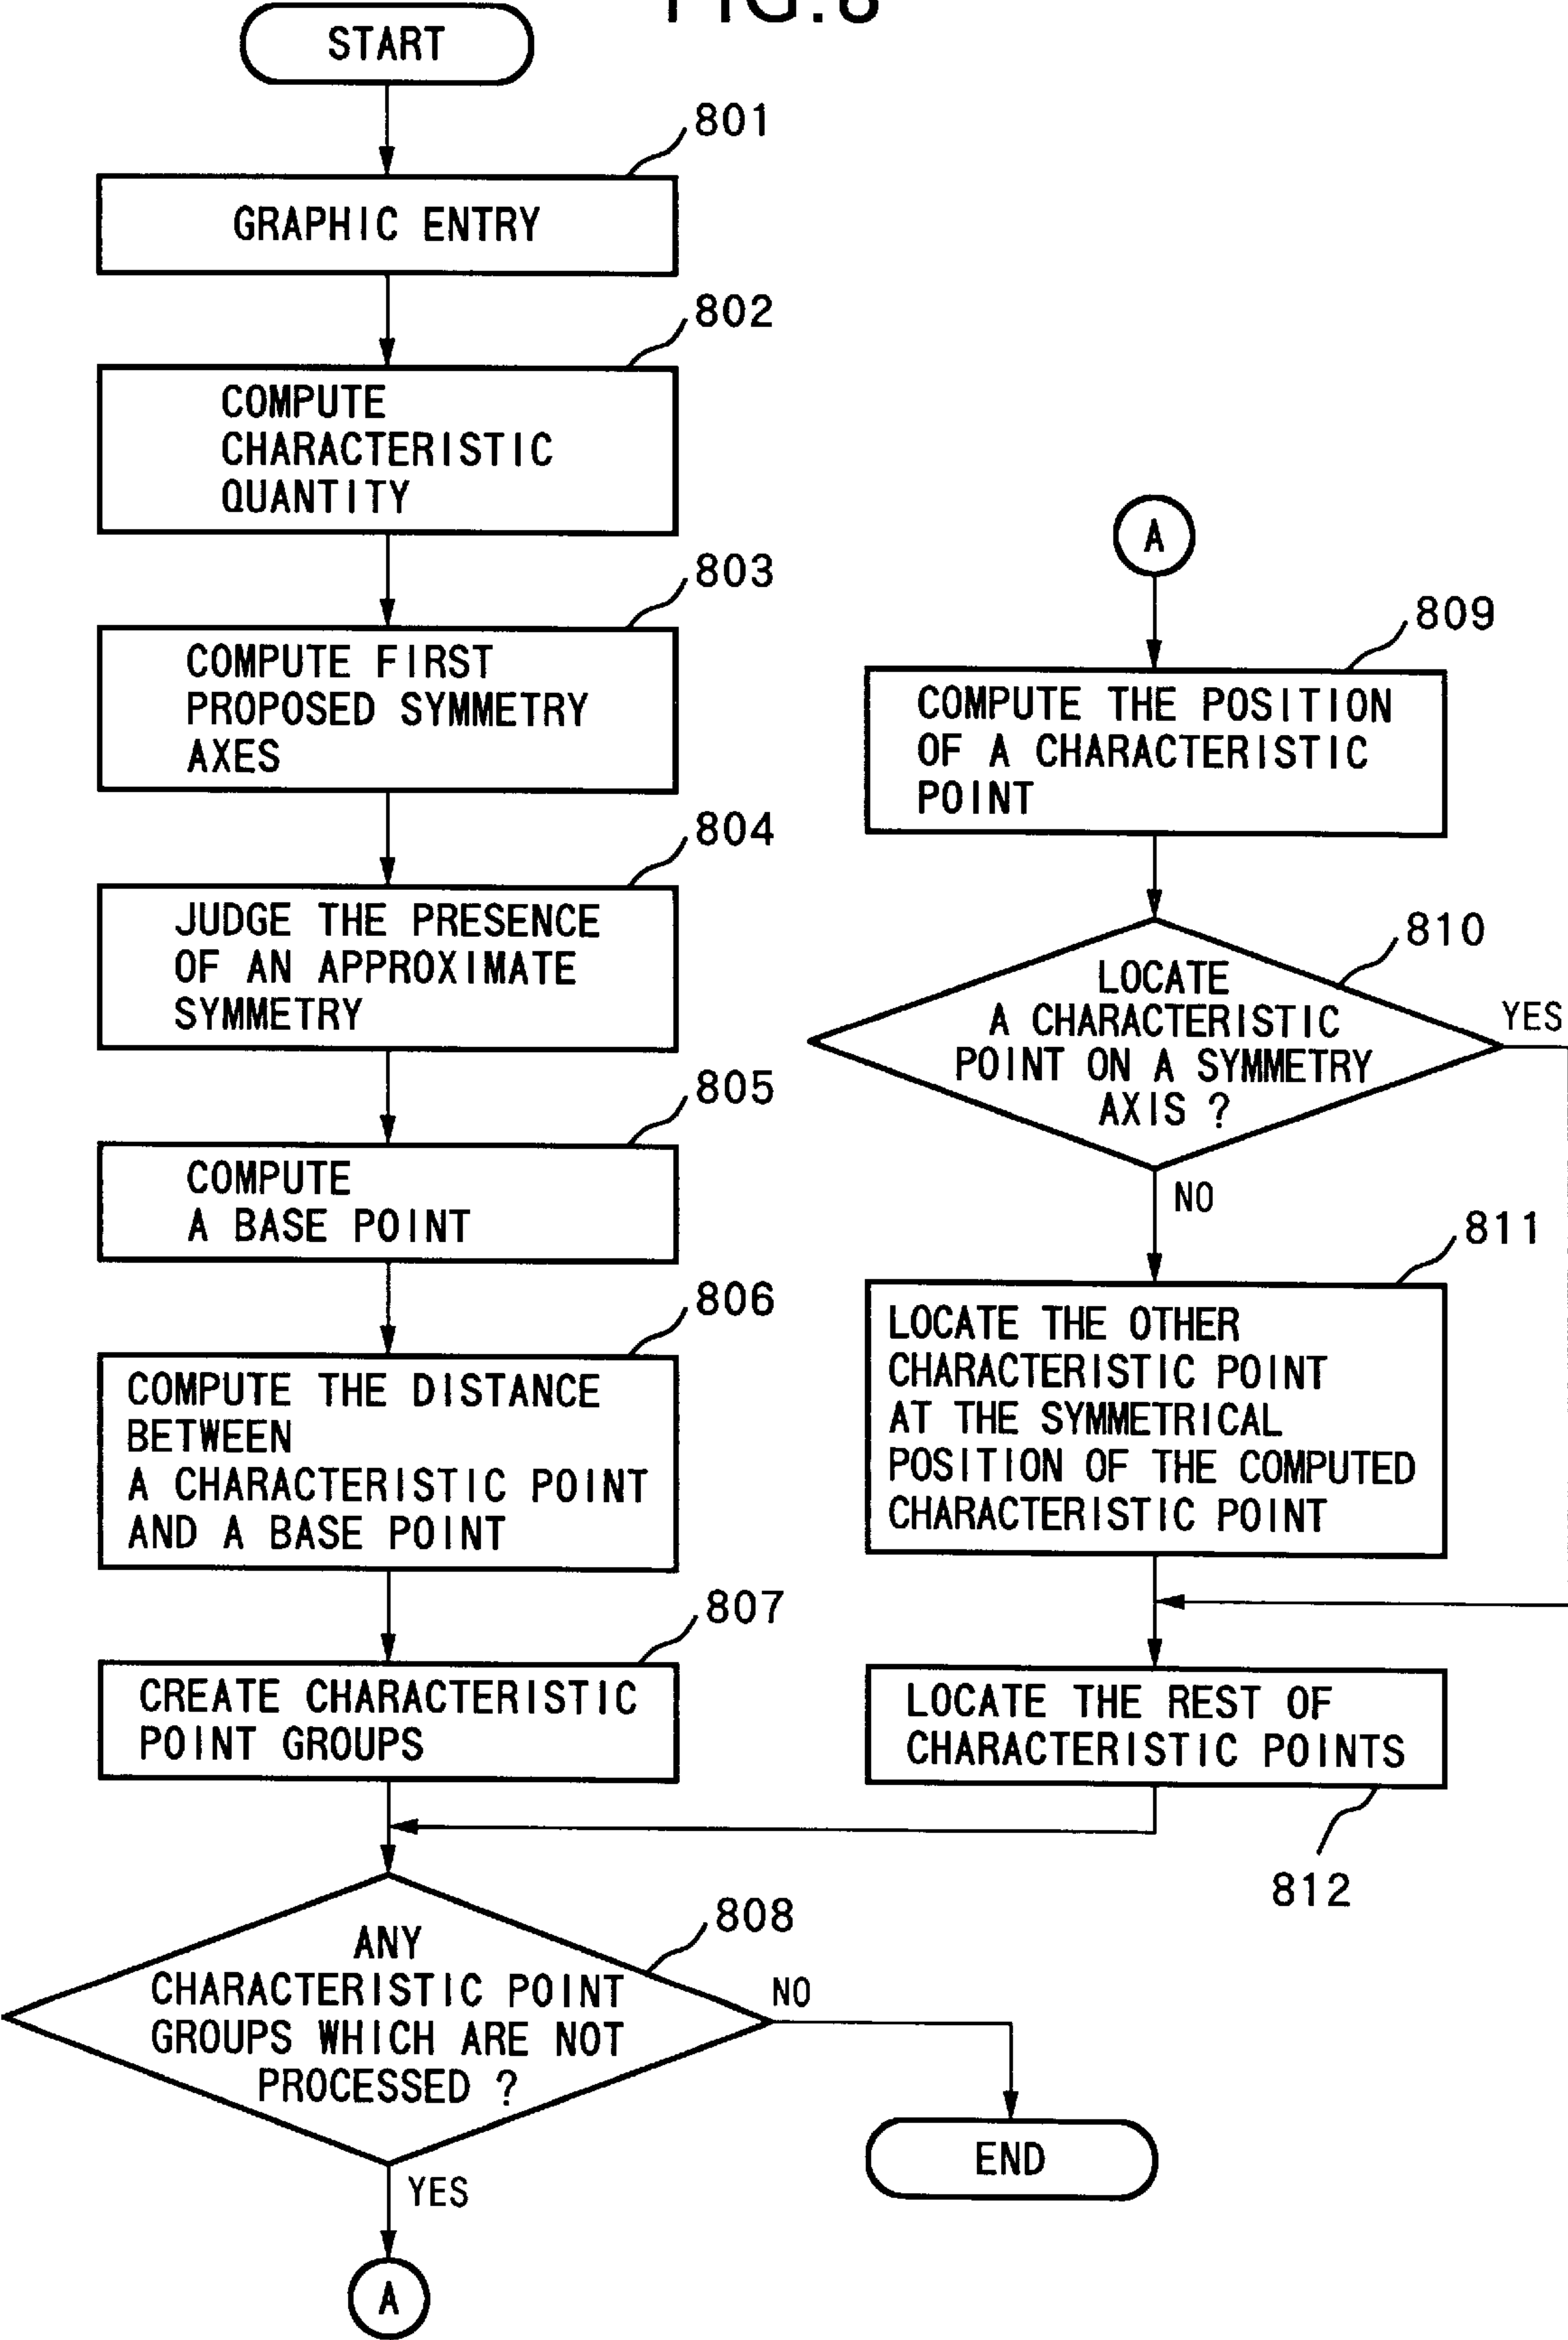 FIG.8
START
801
GRAPHIC ENTRY
802
COMPUTE
CHARACTERISTIC
QUANTITY
803
COMPUTE FIRST
PROPOSED SYMMETRY
AXES
804
JUDGE THE PRESENCE
OF AN APPROXIMATE
SYMMETRY
805
COMPUTE
A BASE POINT
806
COMPUTE THE DISTANCE
BETWEEN
A CHARACTERISTIC POINT
AND A BASE POINT
807
CREATE CHARACTERISTIC
POINT GROUPS
808
ANY
CHARACTERISTIC POINT
GROUPS WHICH ARE NOT
PROCESSED ?
NO
END
YES
A
A
809
COMPUTE THE POSITION
OF A CHARACTERISTIC
POINT
810
LOCATE
A CHARACTERISTIC
POINT ON A SYMMETRY
AXIS ?
YES
NO
811
LOCATE THE OTHER
CHARACTERISTIC POINT
AT THE SYMMETRICAL
POSITION OF THE COMPUTED
CHARACTERISTIC POINT
LOCATE THE REST OF
CHARACTERISTIC POINTS
812